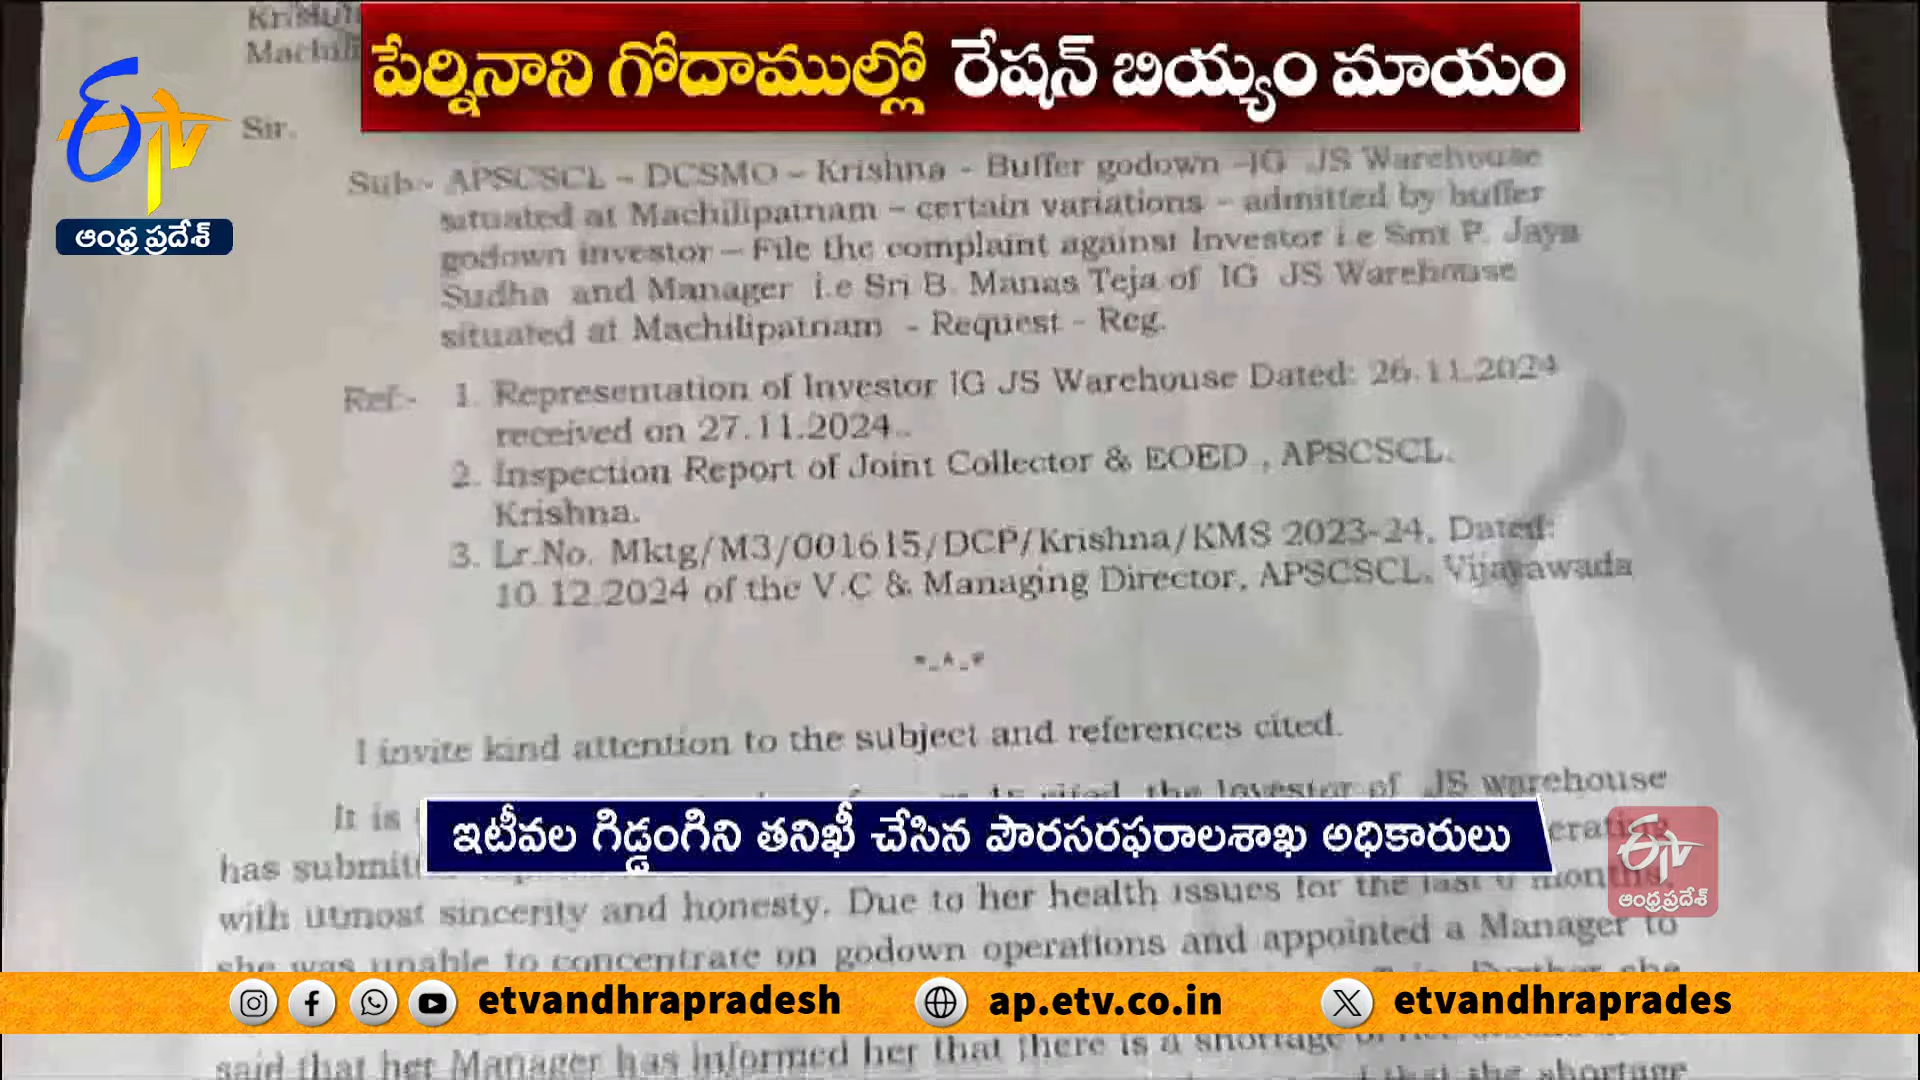 పేర్నినాని గోదాముల్లో రేషన్ బియ్యం మాయం
ETV
ఆంధ్ర ప్రదేశ్
Sir.
Sub:- APSCSCL – DCSMO – Krishna - Buffer godown –IG JS Warehouse
situated at Machilipatnam – certain variations – admitted by buffer
godown investor – File the complaint against Investor i.e Smt P. Jaya
Sudha and Manager i.e Sri B. Manas Teja of IG JS Warehouse
situated at Machilipatnam - Request - Reg.
Ref:- 1. Representation of Investor IG JS Warehouse Dated: 26.11.2024
received on 27.11.2024..
2. Inspection Report of Joint Collector & EOED , APSCSCL.
Krishna.
3. Lr.No. Mktg/M3/001615/DCP/Krishna/KMS 2023-24, Dated:
10.12.2024 of the V.C & Managing Director, APSCSCL. Vijayawada
I invite kind attention to the subject and references cited.
It is cited, the Investor of JS warehouse
ఇటీవల గిడ్డంగిని తనిఖీ చేసిన పౌరసరఫరాలశాఖ అధికారులు
ETV
ఆంధ్రప్రదేశ్
has
with utmost sincerity and honesty. Due to her health issues for the last 6 months,
she was unable to concentrate on godown operations and appointed a Manager to
etvandhrapradesh
ap.etv.co.in
etvandhraprades
said that her Manager has informed her that there is a shortage
the shortage